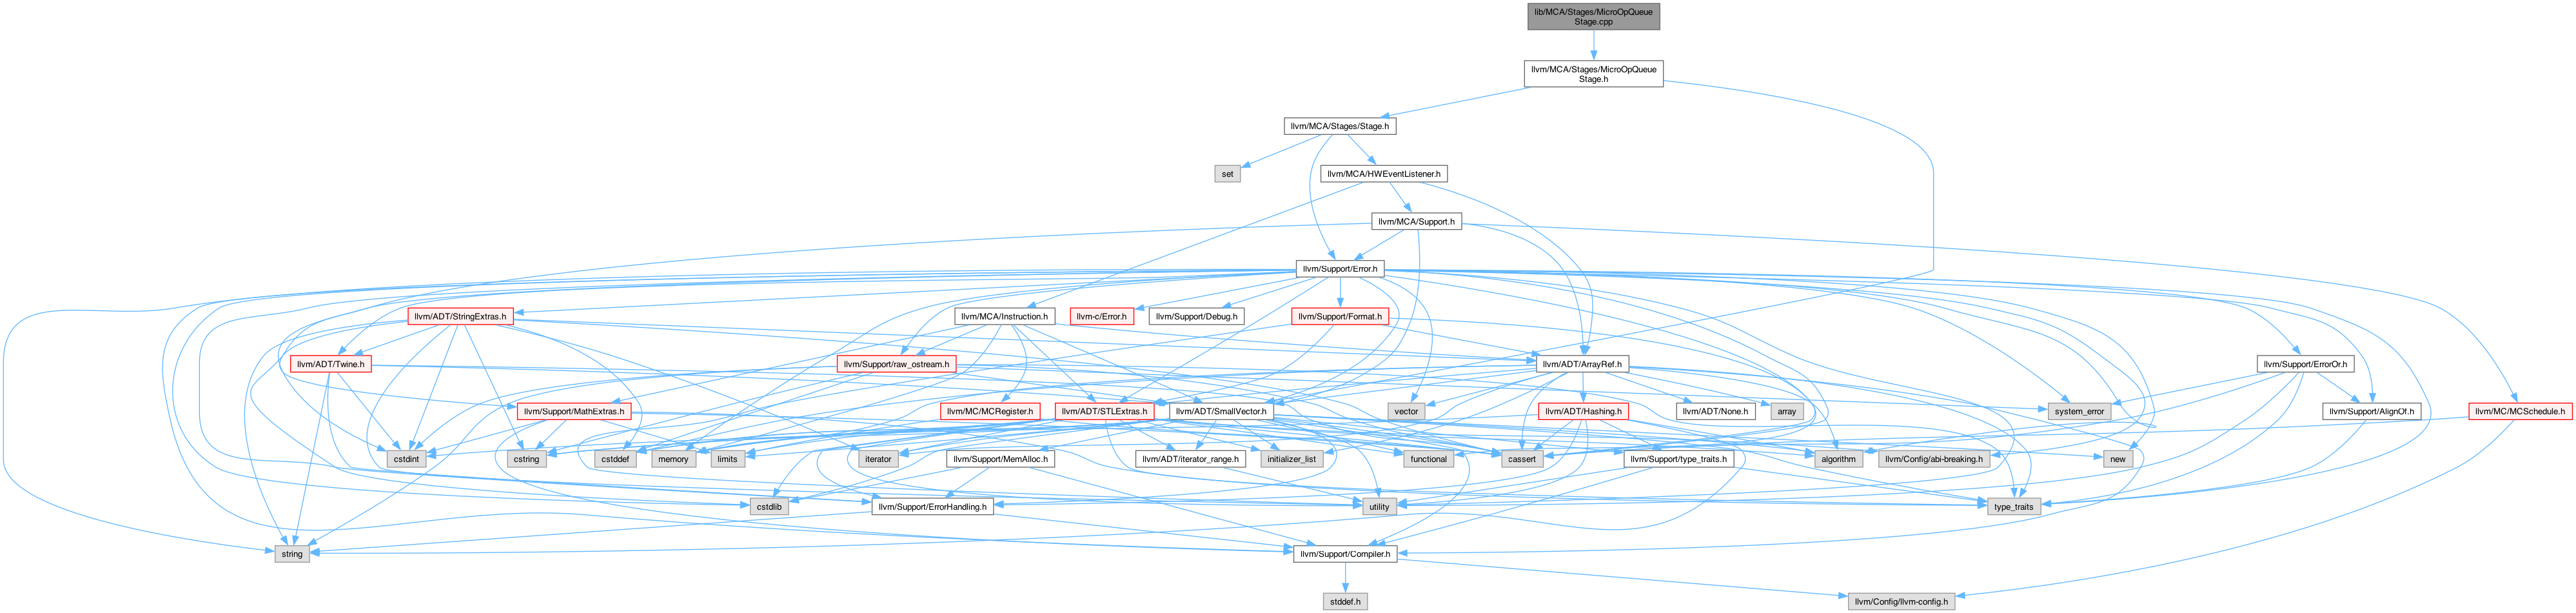 lib/MCA/Stages/MicroOpQueue
Stage.cpp
llvm/MCA/Stages/MicroOpQueue
Stage.h
llvm/MCA/Stages/Stage.h
set
llvm/MCA/HWEventListener.h
llvm/MCA/Support.h
llvm/Support/Error.h
llvm/ADT/StringExtras.h
llvm/MCA/Instruction.h
llvm-c/Error.h
llvm/Support/Debug.h
llvm/Support/Format.h
llvm/ADT/Twine.h
llvm/Support/raw_ostream.h
llvm/ADT/ArrayRef.h
llvm/Support/ErrorOr.h
llvm/Support/MathExtras.h
llvm/MC/MCRegister.h
llvm/ADT/STLExtras.h
llvm/ADT/SmallVector.h
vector
llvm/ADT/Hashing.h
llvm/ADT/None.h
array
system_error
llvm/Support/AlignOf.h
llvm/MC/MCSchedule.h
cstdint
cstring
cstddef
memory
limits
iterator
llvm/Support/MemAlloc.h
llvm/ADT/iterator_range.h
initializer_list
functional
cassert
llvm/Support/type_traits.h
algorithm
llvm/Config/abi-breaking.h
new
cstdlib
llvm/Support/ErrorHandling.h
utility
type_traits
string
llvm/Support/Compiler.h
stddef.h
llvm/Config/llvm-config.h